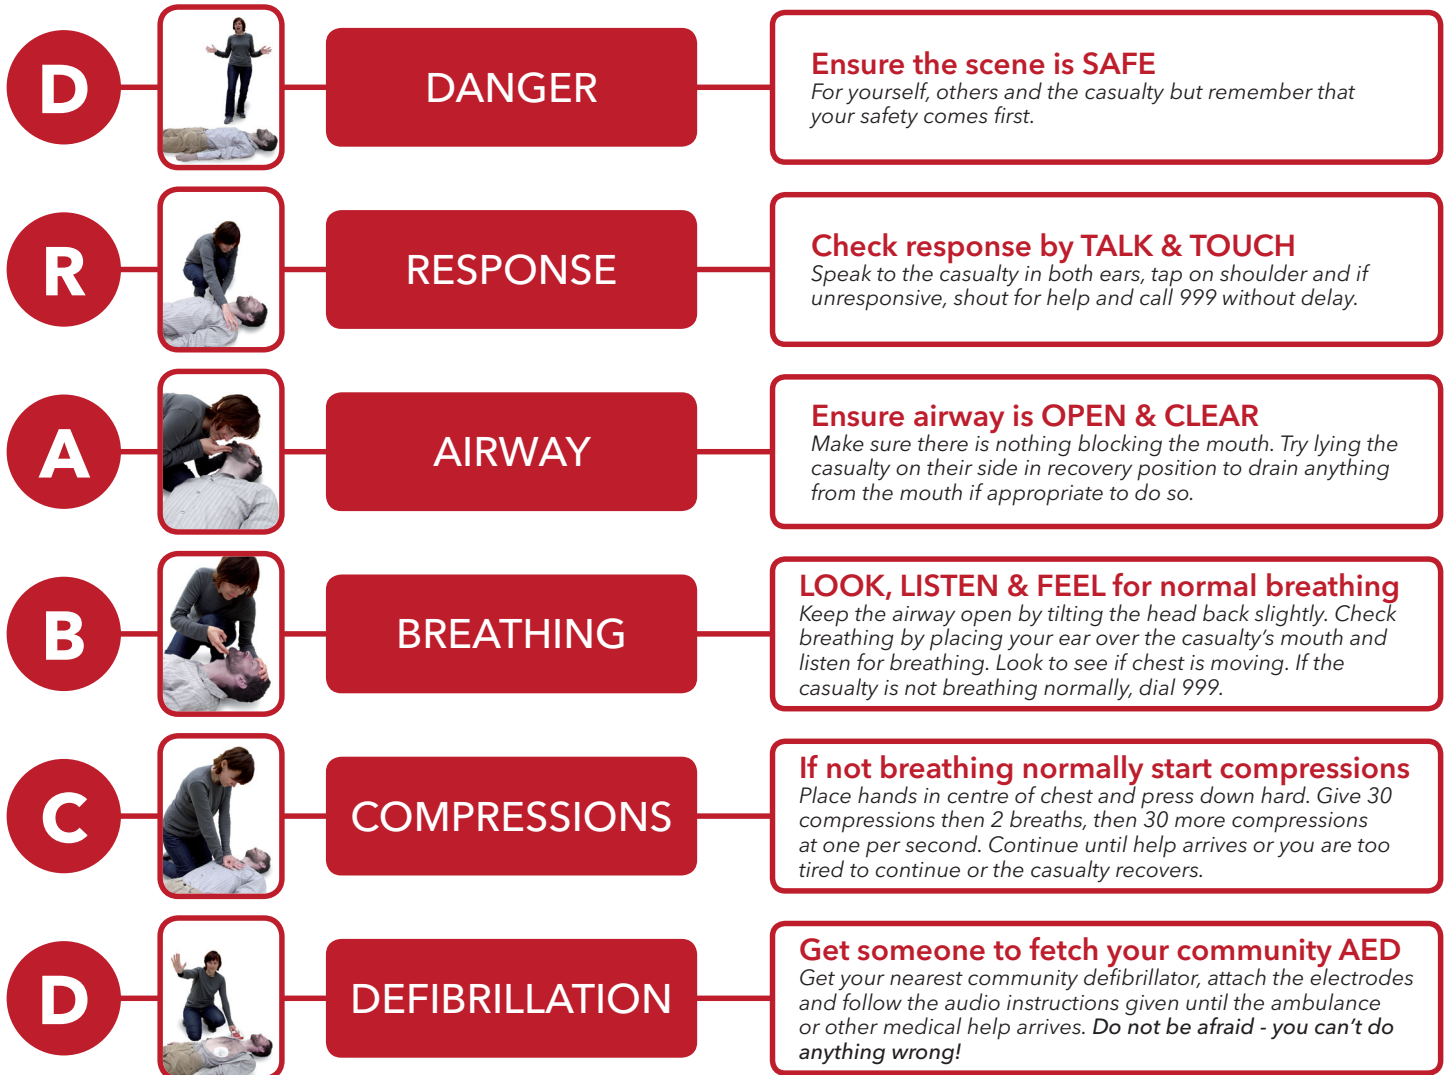 D
DANGER
Ensure the scene is SAFE
For yourself, others and the casualty but remember that
your safety comes first.
R
RESPONSE
Check response by TALK & TOUCH
Speak to the casualty in both ears, tap on shoulder and if
unresponsive, shout for help and call 999 without delay.
A
AIRWAY
Ensure airway is OPEN & CLEAR
Make sure there is nothing blocking the mouth. Try lying the
casualty on their side in recovery position to drain anything
from the mouth if appropriate to do so.
B
BREATHING
LOOK, LISTEN & FEEL for normal breathing
Keep the airway open by tilting the head back slightly. Check
breathing by placing your ear over the casualty's mouth and
listen for breathing. Look to see if chest is moving. If the
casualty is not breathing normally, dial 999.
C
COMPRESSIONS
If not breathing normally start compressions
Place hands in centre of chest and press down hard. Give 30
compressions then 2 breaths, then 30 more compressions
at one per second. Continue until help arrives or you are too
tired to continue or the casualty recovers.
D
DEFIBRILLATION
Get someone to fetch your community AED
Get your nearest community defibrillator, attach the electrodes
and follow the audio instructions given until the ambulance
or other medical help arrives. Do not be afraid - you can't do
anything wrong!